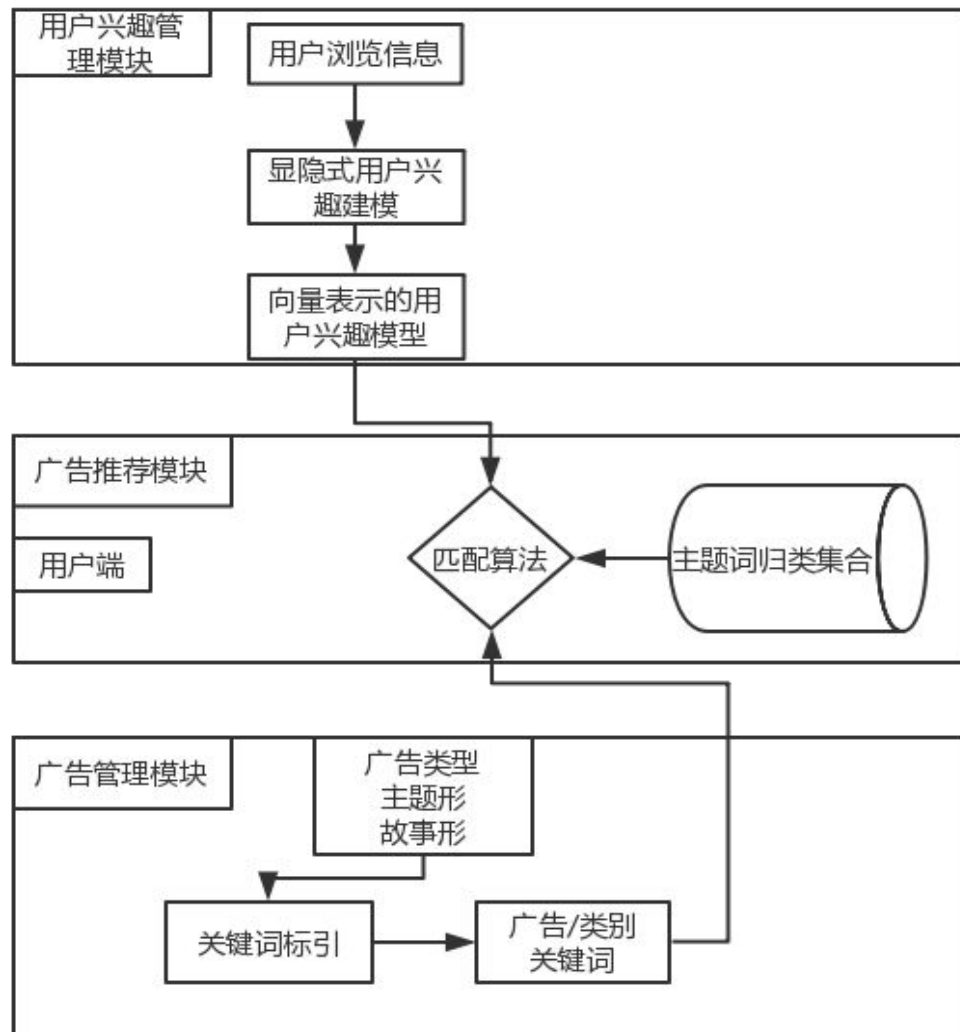 用户兴趣管
理模块
用户浏览信息
显隐式用户兴
趣建模
向量表示的用
户兴趣模型
广告推荐模块
用户端
匹配算法
主题词归类集合
广告管理模块
广告类型
主题形
故事形
关键词标引
广告/类别
关键词